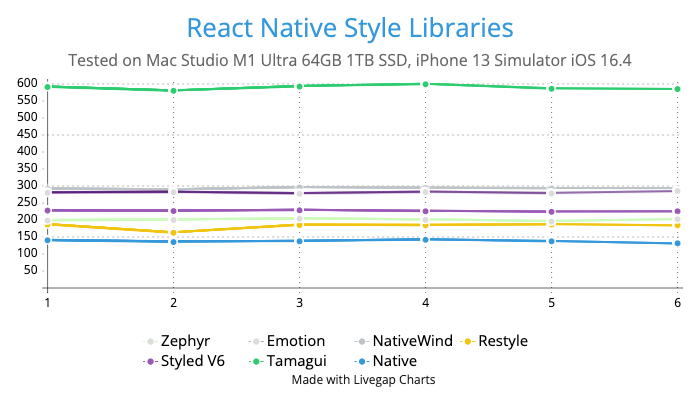 React Native Style Libraries
Tested on Mac Studio M1 Ultra 64GB 1TB SSD, iPhone 13 Simulator iOS 16.4
600
550
500
450
400
350
300
250
200
150
100
50
1 2 3 4 5 6
Zephyr Emotion NativeWind Restyle
Styled V6 Tamagui Native
Made with Livegap Charts